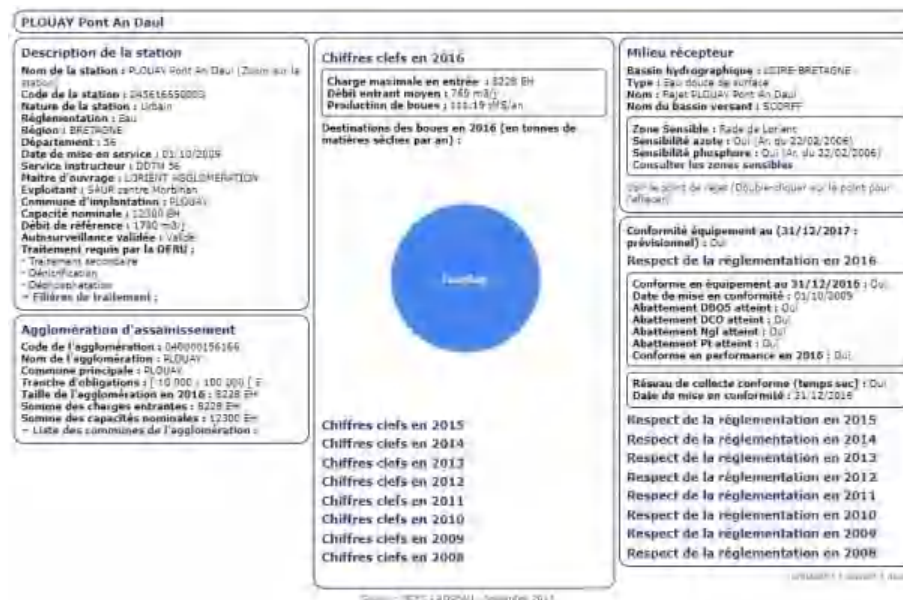 PLOUAY Pont An Daul
Description de la station
Nom de la station : PLOUAY Pont An Daul (Zoom sur la
station)
Code de la station :
Nature de la station : Urbain
Réglementation : Eau
Région : BRETAGNE
Département : 56
Date de mise en service : 01/10/2009
Service instructeur : DDTM 56
Maitre d'ouvrage : LORIENT AGGLOMERATION
Exploitant : SAUR centre Morbihan
Commune d'implantation : PLOUAY
Capacité nominale : 12300 EH
Débit de référence : 1780 m3/j
Autosurveillance validée : Validé
Traitement requis par la DERU :
- Traitement secondaire
- Dénitrification
- Déphosphatation
- Filières de traitement :
Agglomération d'assainissement
Code de l'agglomération : 040000156166
Nom de l'agglomération : PLOUAY
Commune principale : PLOUAY
Tranche d'obligations : [ 10 000 ; 100 000 [ E
Taille de l'agglomération en 2016 : 8228 EH
Somme des charges entrantes : 8228 EH
Somme des capacités nominales : 12300 EH
- Liste des communes de l'agglomération :
Chiffres clefs en 2016
Charge maximale en entrée : 8228 EH
Débit entrant moyen : 769 m3/j
Production de boues : 111.19 tMS/an
Destinations des boues en 2016 (en tonnes de
matières sèches par an) :
Chiffres clefs en 2015
Chiffres clefs en 2014
Chiffres clefs en 2013
Chiffres clefs en 2012
Chiffres clefs en 2011
Chiffres clefs en 2010
Chiffres clefs en 2009
Chiffres clefs en 2008
Milieu récepteur
Bassin hydrographique : LOIRE-BRETAGNE
Type : Eau douce de surface
Nom : Rejet PLOUAY Pont An Daul
Nom du bassin versant : SCORFF
Zone Sensible : Rade de Lorient
Sensibilité azote : Oui (Ar. du 22/02/2006)
Sensibilité phosphore : Oui (Ar. du 22/02/2006)
Consulter les zones sensibles
Voir le point de rejet (Double-cliquer sur le point pour
l'effacer)
Conformité équipement au (31/12/2017 :
prévisionnel) : Oui
Respect de la réglementation en 2016
Conforme en équipement au 31/12/2016 : Oui
Date de mise en conformité : 01/10/2009
Abattement DBO5 atteint : Oui
Abattement DCO atteint : Oui
Abattement Ngl atteint : Oui
Abattement Pt atteint : Oui
Conforme en performance en 2016 : Oui
Réseau de collecte conforme (temps sec) : Oui
Date de mise en conformité : 31/12/2016
Respect de la réglementation en 2015
Respect de la réglementation en 2014
Respect de la réglementation en 2013
Respect de la réglementation en 2012
Respect de la réglementation en 2011
Respect de la réglementation en 2010
Respect de la réglementation en 2009
Respect de la réglementation en 2008